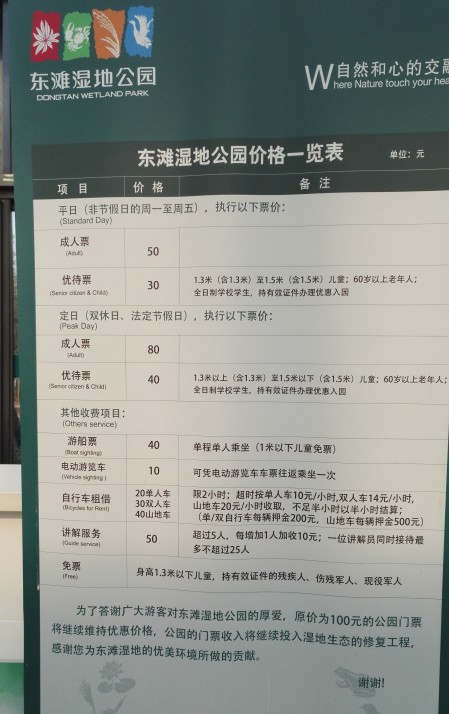 东滩湿地公园
DONGTAN WETLAND PARK
自然和心的交融
Where Nature touch your
东滩湿地公园价格一览表
单位：元
项 目 价 格 备 注
平日（非节假日的周一至周五），执行以下票价：
(Standard Day)
成人票 50
(Adult)
优待票 30 1.3米（含1.3米）至1.5米（含1.5米）儿童；60岁以上老年人；
(Senior citizen & Child) 全日制学校学生，持有效证件办理优惠入园
定日（双休日、法定节假日），执行以下票价：
(Peak Day)
成人票 80
(Adult)
优待票 40 1.3米以上（含1.3米）至1.5米以下（含1.5米）儿童；60岁以上老年人；
(Senior citizen & Child) 全日制学校学生，持有效证件办理优惠入园
其他收费项目：
(Others service)
游船票 40 单程单人乘坐（1米以下儿童免票）
(Boat sighting)
电动游览车 10 可凭电动游览车车票往返乘坐一次
(Vehicle sighting )
自行车租借 20单人车 限2小时；超时按单人车10元/小时,双人车14元/小时,
(Bicycles for Rent) 30双人车 山地车20元/小时收取，不足半小时以半小时结算；
40山地车 （单/双自行车每辆押金200元，山地车每辆押金500元）
讲解服务 50 超过5人，每增加1人加收10元；一位讲解员同时接待最
(Guide service) 多不超过25人
免票 身高1.3米以下儿童，持有效证件的残疾人、伤残军人、现役军人
(Free)
为了答谢广大游客对东滩湿地公园的厚爱，原价为100元的公园门票
将继续维持优惠价格，公园的门票收入将继续投入湿地生态的修复工程，
感谢您为东滩湿地的优美环境所做的贡献。
谢谢!